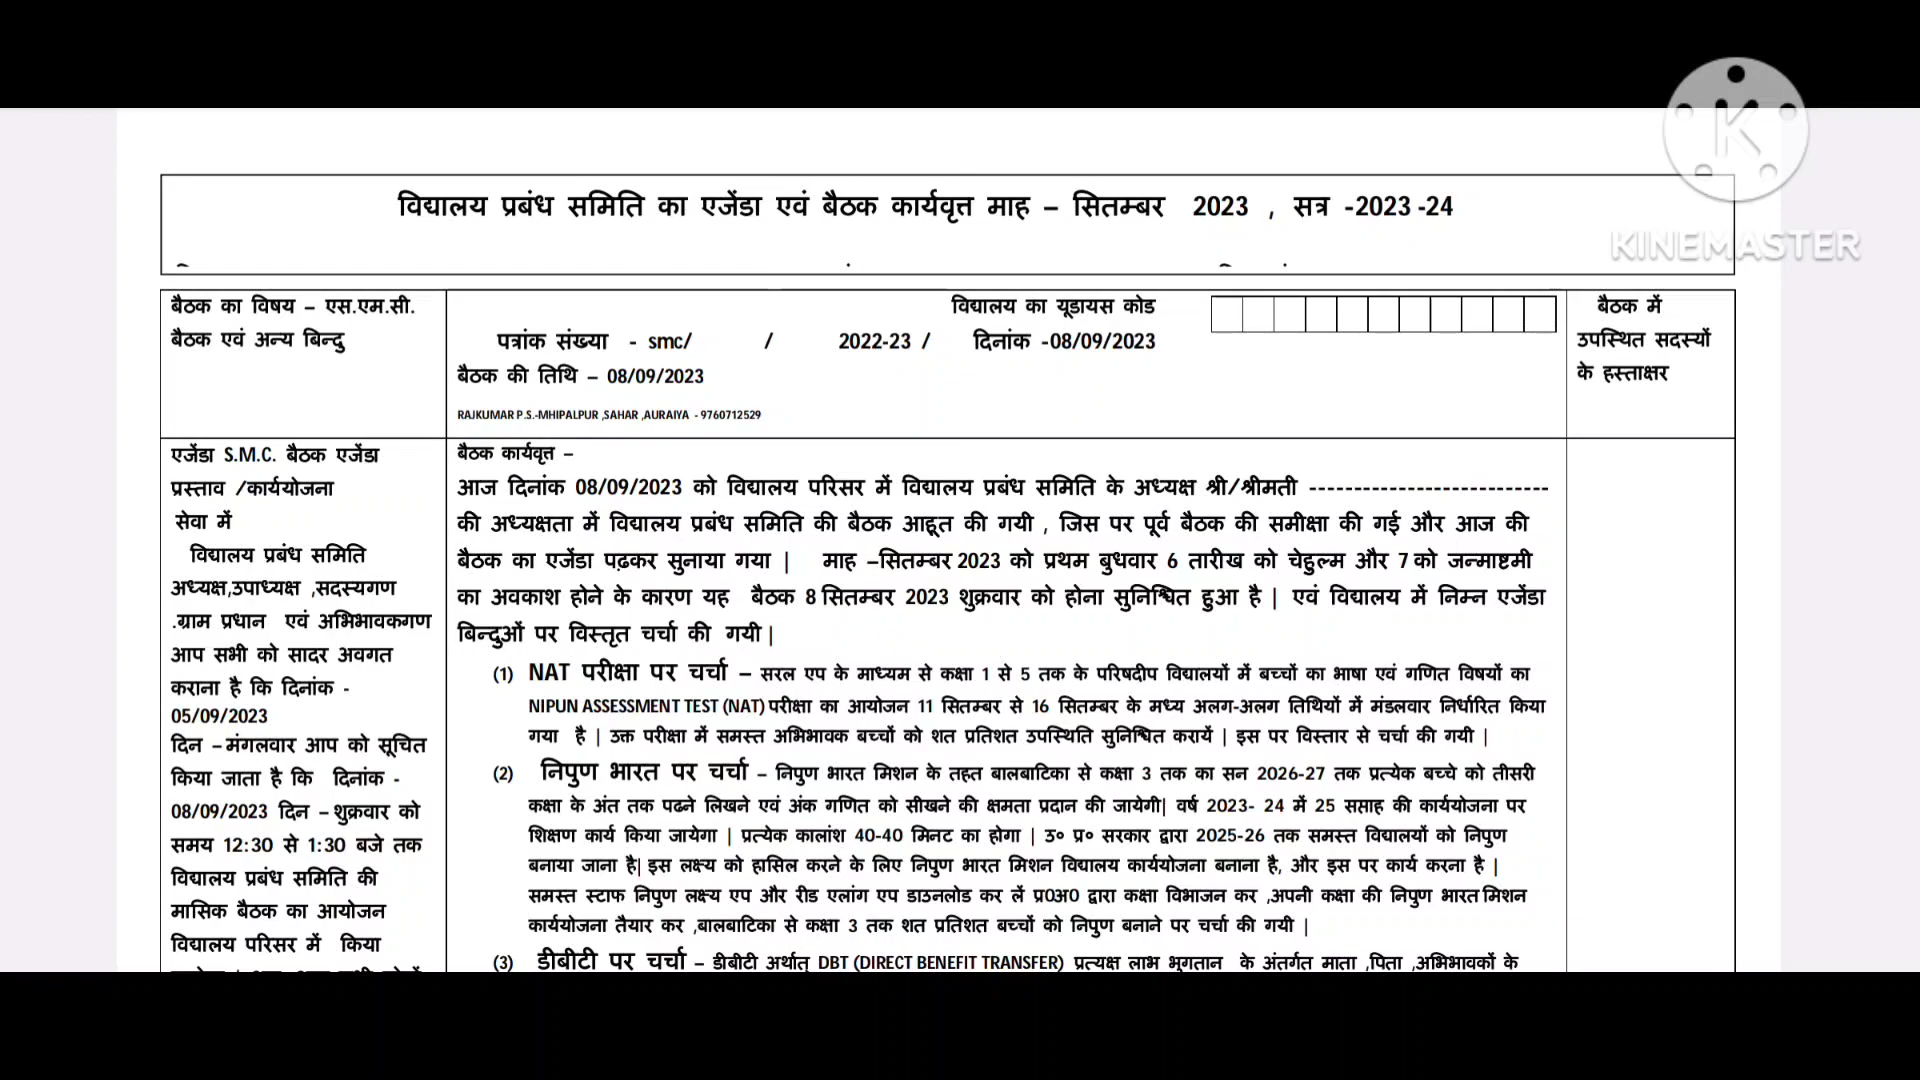 KINEMASTER
विद्यालय प्रबंध समिति का एजेंडा एवं बैठक कार्यवृत्त माह – सितम्बर 2023 , सत्र -2023 -24
बैठक का विषय – एस.एम.सी.
बैठक एवं अन्य बिन्दु
विद्यालय का यूडायस कोड
पत्रांक संख्या - smc/ / 2022-23 / दिनांक -08/09/2023
बैठक की तिथि – 08/09/2023
RAJKUMAR P.S.-MHIPALPUR ,SAHAR ,AURAIYA - 9760712529
बैठक में
उपस्थित सदस्यों
के हस्ताक्षर
एजेंडा S.M.C. बैठक एजेंडा
प्रस्ताव /कार्ययोजना
सेवा में
विद्यालय प्रबंध समिति
अध्यक्ष,उपाध्यक्ष ,सदस्यगण
.ग्राम प्रधान एवं अभिभावकगण
आप सभी को सादर अवगत
कराना है कि दिनांक -
05/09/2023
दिन – मंगलवार आप को सूचित
किया जाता है कि दिनांक -
08/09/2023 दिन – शुक्रवार को
समय 12:30 से 1:30 बजे तक
विद्यालय प्रबंध समिति की
मासिक बैठक का आयोजन
विद्यालय परिसर में किया
बैठक कार्यवृत्त –
आज दिनांक 08/09/2023 को विद्यालय परिसर में विद्यालय प्रबंध समिति के अध्यक्ष श्री/श्रीमती ---------------------------
की अध्यक्षता में विद्यालय प्रबंध समिति की बैठक आहूत की गयी , जिस पर पूर्व बैठक की समीक्षा की गई और आज की
बैठक का एजेंडा पढ़कर सुनाया गया | माह –सितम्बर 2023 को प्रथम बुधवार 6 तारीख को चेहुल्म और 7 को जन्माष्टमी
का अवकाश होने के कारण यह बैठक 8 सितम्बर 2023 शुक्रवार को होना सुनिश्चित हुआ है | एवं विद्यालय में निम्न एजेंडा
बिन्दुओं पर विस्तृत चर्चा की गयी |
(1) NAT परीक्षा पर चर्चा – सरल एप के माध्यम से कक्षा 1 से 5 तक के परिषदीप विद्यालयों में बच्चों का भाषा एवं गणित विषयों का
NIPUN ASSESSMENT TEST (NAT) परीक्षा का आयोजन 11 सितम्बर से 16 सितम्बर के मध्य अलग-अलग तिथियों में मंडलवार निर्धारित किया
गया है | उक्त परीक्षा में समस्त अभिभावक बच्चों को शत प्रतिशत उपस्थिति सुनिश्चित करायें | इस पर विस्तार से चर्चा की गयी |
(2) निपुण भारत पर चर्चा – निपुण भारत मिशन के तहत बालबाटिका से कक्षा 3 तक का सन 2026-27 तक प्रत्येक बच्चे को तीसरी
कक्षा के अंत तक पढने लिखने एवं अंक गणित को सीखने की क्षमता प्रदान की जायेगी| वर्ष 2023- 24 में 25 सप्ताह की कार्ययोजना पर
शिक्षण कार्य किया जायेगा | प्रत्येक कालांश 40-40 मिनट का होगा | उ० प्र० सरकार द्वारा 2025-26 तक समस्त विद्यालयों को निपुण
बनाया जाना है| इस लक्ष्य को हासिल करने के लिए निपुण भारत मिशन विद्यालय कार्ययोजना बनाना है, और इस पर कार्य करना है |
समस्त स्टाफ निपुण लक्ष्य एप और रीड एलांग एप डाउनलोड कर लें प्र0अ0 द्वारा कक्षा विभाजन कर ,अपनी कक्षा की निपुण भारत मिशन
कार्ययोजना तैयार कर ,बालबाटिका से कक्षा 3 तक शत प्रतिशत बच्चों को निपुण बनाने पर चर्चा की गयी |
(3) डीबीटी पर चर्चा – डीबीटी अर्थात् DBT (DIRECT BENEFIT TRANSFER) प्रत्यक्ष लाभ भुगतान के अंतर्गत माता ,पिता ,अभिभावकों के